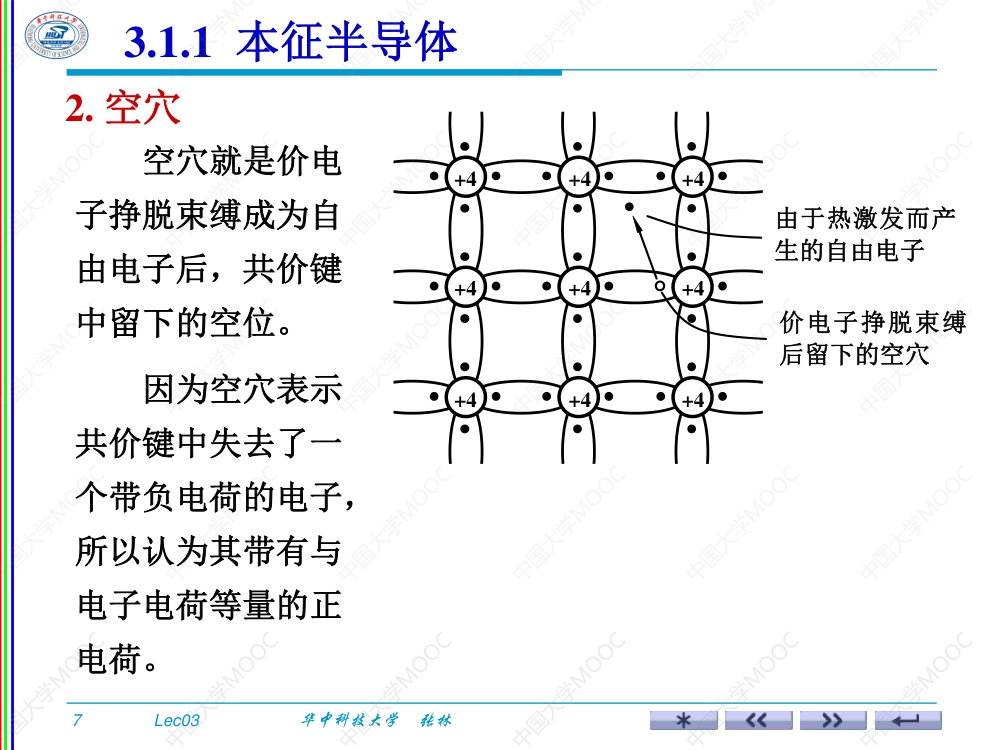 3.1.1 本征半导体
2. 空穴
空穴就是价电
子挣脱束缚成为自
由电子后，共价键
中留下的空位。
因为空穴表示
共价键中失去了一
个带负电荷的电子，
所以认为其带有与
电子电荷等量的正
电荷。
+4 +4 +4
+4 +4 +4
+4 +4 +4
由于热激发而产
生的自由电子
价电子挣脱束缚
后留下的空穴
7 Lec03 华中科技大学 张林
中国大学MOOC